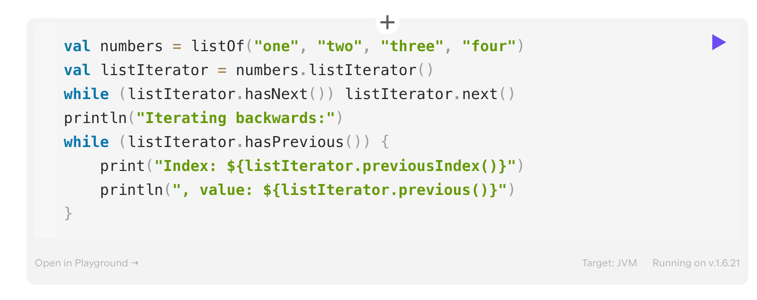 +
val numbers = listOf("one", "two", "three", "four")
val listIterator = numbers.listIterator()
while (listIterator.hasNext()) listIterator.next()
println("Iterating backwards:")
while (listIterator.hasPrevious()) {
    print("Index: ${listIterator.previousIndex()}")
    println(", value: ${listIterator.previous()}")
}
Open in Playground → Target: JVM Running on v.1.6.21